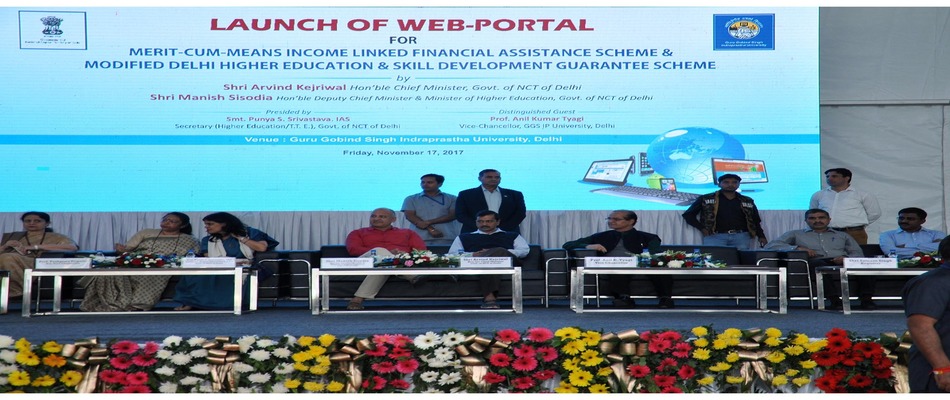 LAUNCH OF WEB-PORTAL
FOR
MERIT-CUM-MEANS INCOME LINKED FINANCIAL ASSISTANCE SCHEME &
MODIFIED DELHI HIGHER EDUCATION & SKILL DEVELOPMENT GUARANTEE SCHEME
by
Shri Arvind Kejriwal Hon'ble Chief Minister, Govt. of NCT of Delhi
Shri Manish Sisodia Hon'ble Deputy Chief Minister & Minister of Higher Education, Govt. of NCT of Delhi
Presided by
Smt. Punya S. Srivastava, IAS
Secretary (Higher Education/T.T. E.), Govt. of NCT of Delhi
Distinguished Guest
Prof. Anil Kumar Tyagi
Vice-Chancellor, GGS IP University, Delhi
Venue : Guru Gobind Singh Indraprastha University, Delhi
Friday, November 17, 2017